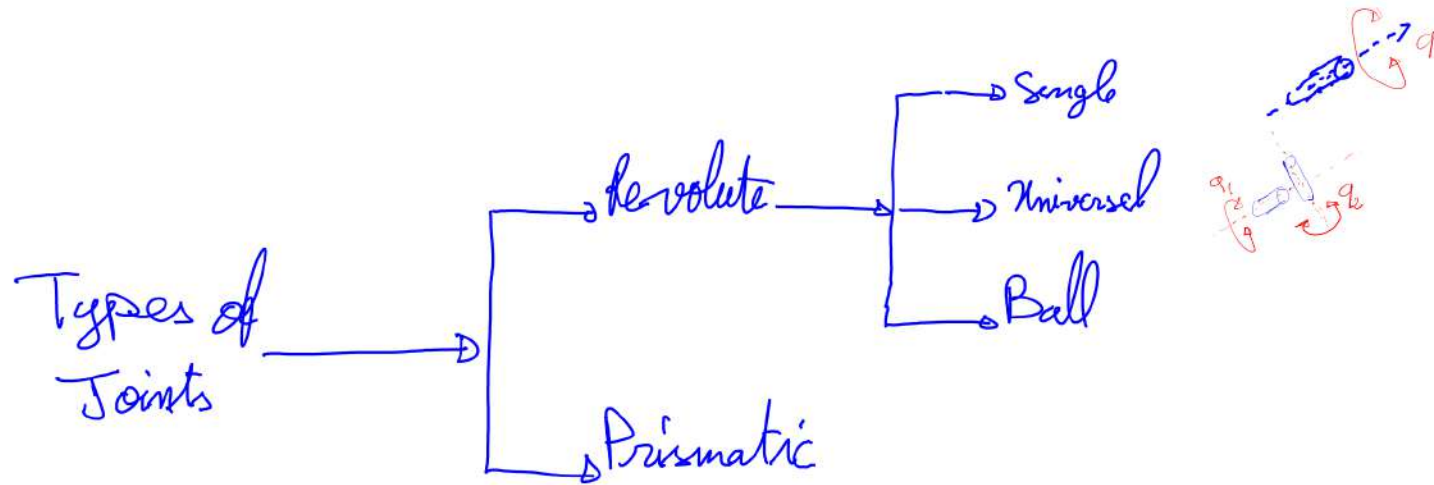 Types of
Joints
Revolute
Prismatic
Single
Universal
Ball
q
q1
q2